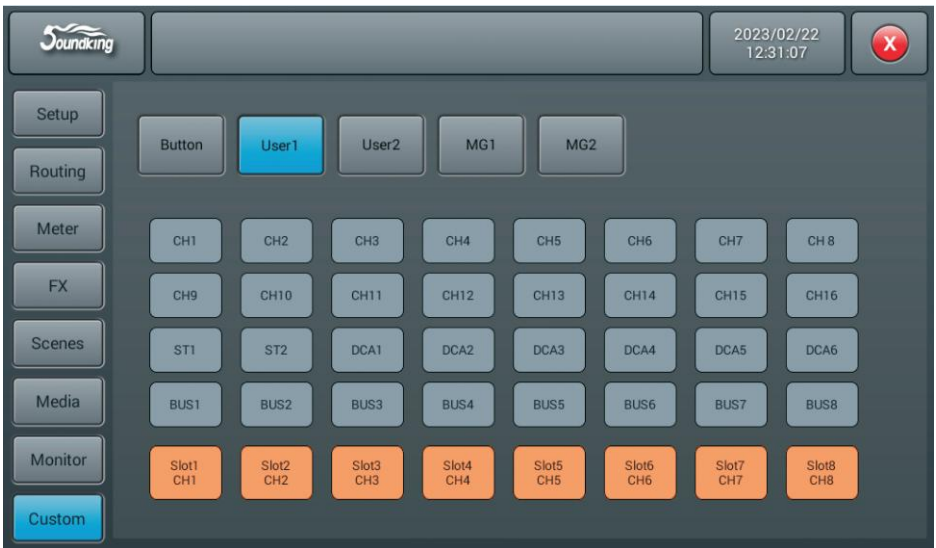 Soundking
2023/02/22
12:31:07
X
Setup
Routing
Meter
FX
Scenes
Media
Monitor
Custom
Button User1 User2 MG1 MG2
CH1 CH2 CH3 CH4 CH5 CH6 CH7 CH 8
CH9 CH10 CH11 CH12 CH13 CH14 CH15 CH16
ST1 ST2 DCA1 DCA2 DCA3 DCA4 DCA5 DCA6
BUS1 BUS2 BUS3 BUS4 BUS5 BUS6 BUS7 BUS8
Slot1 Slot2 Slot3 Slot4 Slot5 Slot6 Slot7 Slot8
CH1 CH2 CH3 CH4 CH5 CH6 CH7 CH8